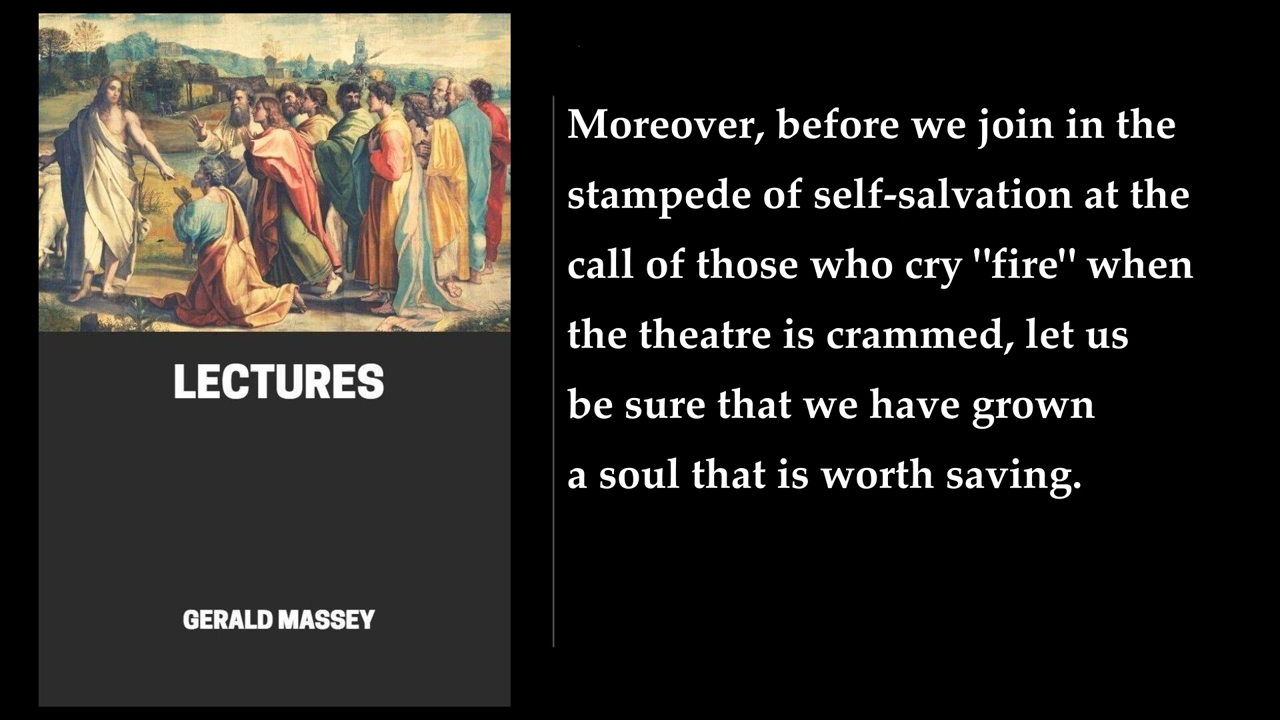 LECTURES
GERALD MASSEY
Moreover, before we join in the
stampede of self-salvation at the
call of those who cry "fire" when
the theatre is crammed, let us
be sure that we have grown
a soul that is worth saving.